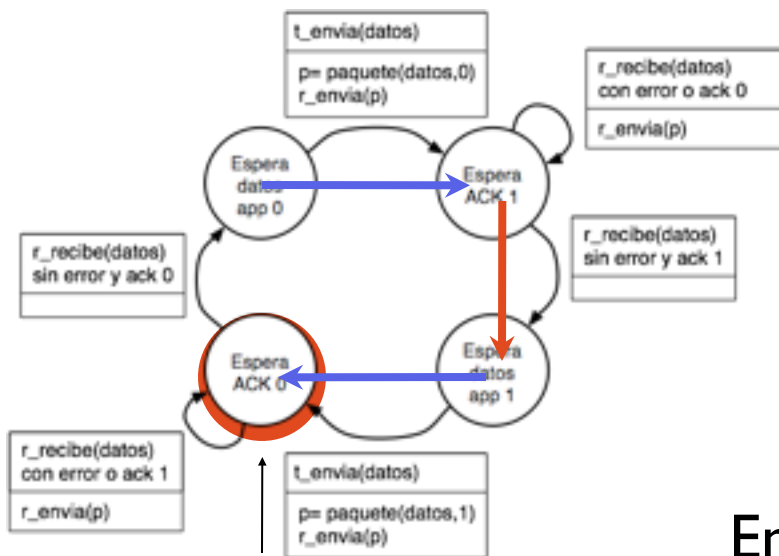 t_envia(datos)
p= paquete(datos,0)
r_envia(p)
r_recibe(datos)
con error o ack 0
r_envia(p)
Espera
datos
app 0
Espera
ACK 1
r_recibe(datos)
sin error y ack 0
r_recibe(datos)
sin error y ack 1
Espera
ACK 0
Espera
datos
app 1
r_recibe(datos)
con error o ack 1
r_envia(p)
t_envia(datos)
p= paquete(datos,1)
r_envia(p)